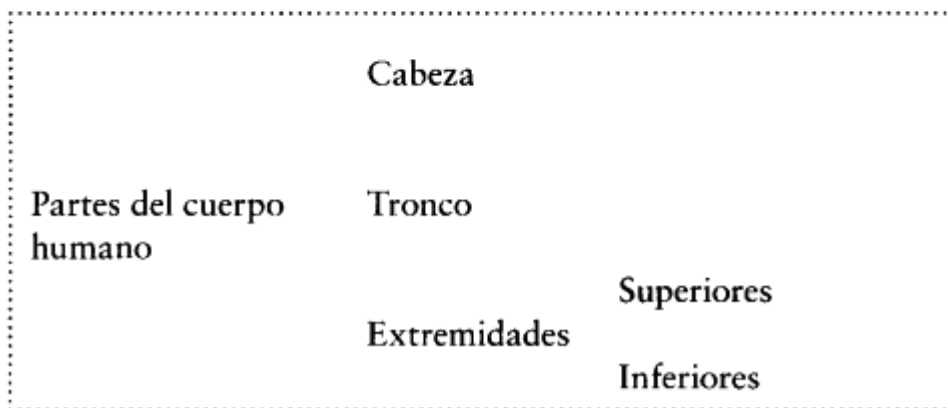 Cabeza
Partes del cuerpo
humano
Tronco
Extremidades
Superiores
Inferiores